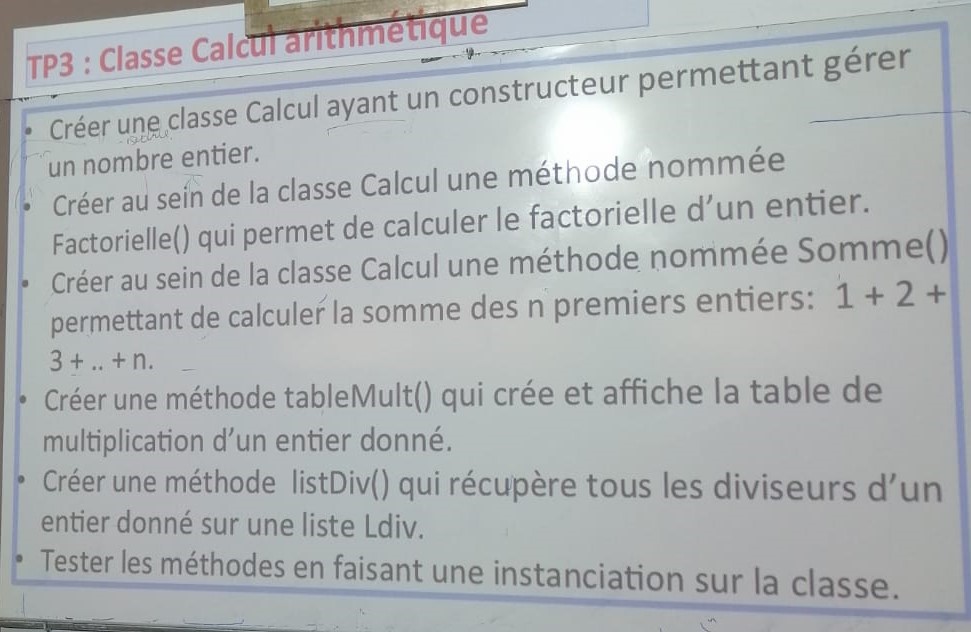 TP3 : Classe Calcul arithmétique
• Créer une classe Calcul ayant un constructeur permettant gérer
un nombre entier.
• Créer au sein de la classe Calcul une méthode nommée
Factorielle() qui permet de calculer le factorielle d'un entier.
• Créer au sein de la classe Calcul une méthode nommée Somme()
permettant de calculer la somme des n premiers entiers: 1 + 2 +
3 + .. + n.
• Créer une méthode tableMult() qui crée et affiche la table de
multiplication d'un entier donné.
• Créer une méthode listDiv() qui récupère tous les diviseurs d'un
entier donné sur une liste Ldiv.
• Tester les méthodes en faisant une instanciation sur la classe.